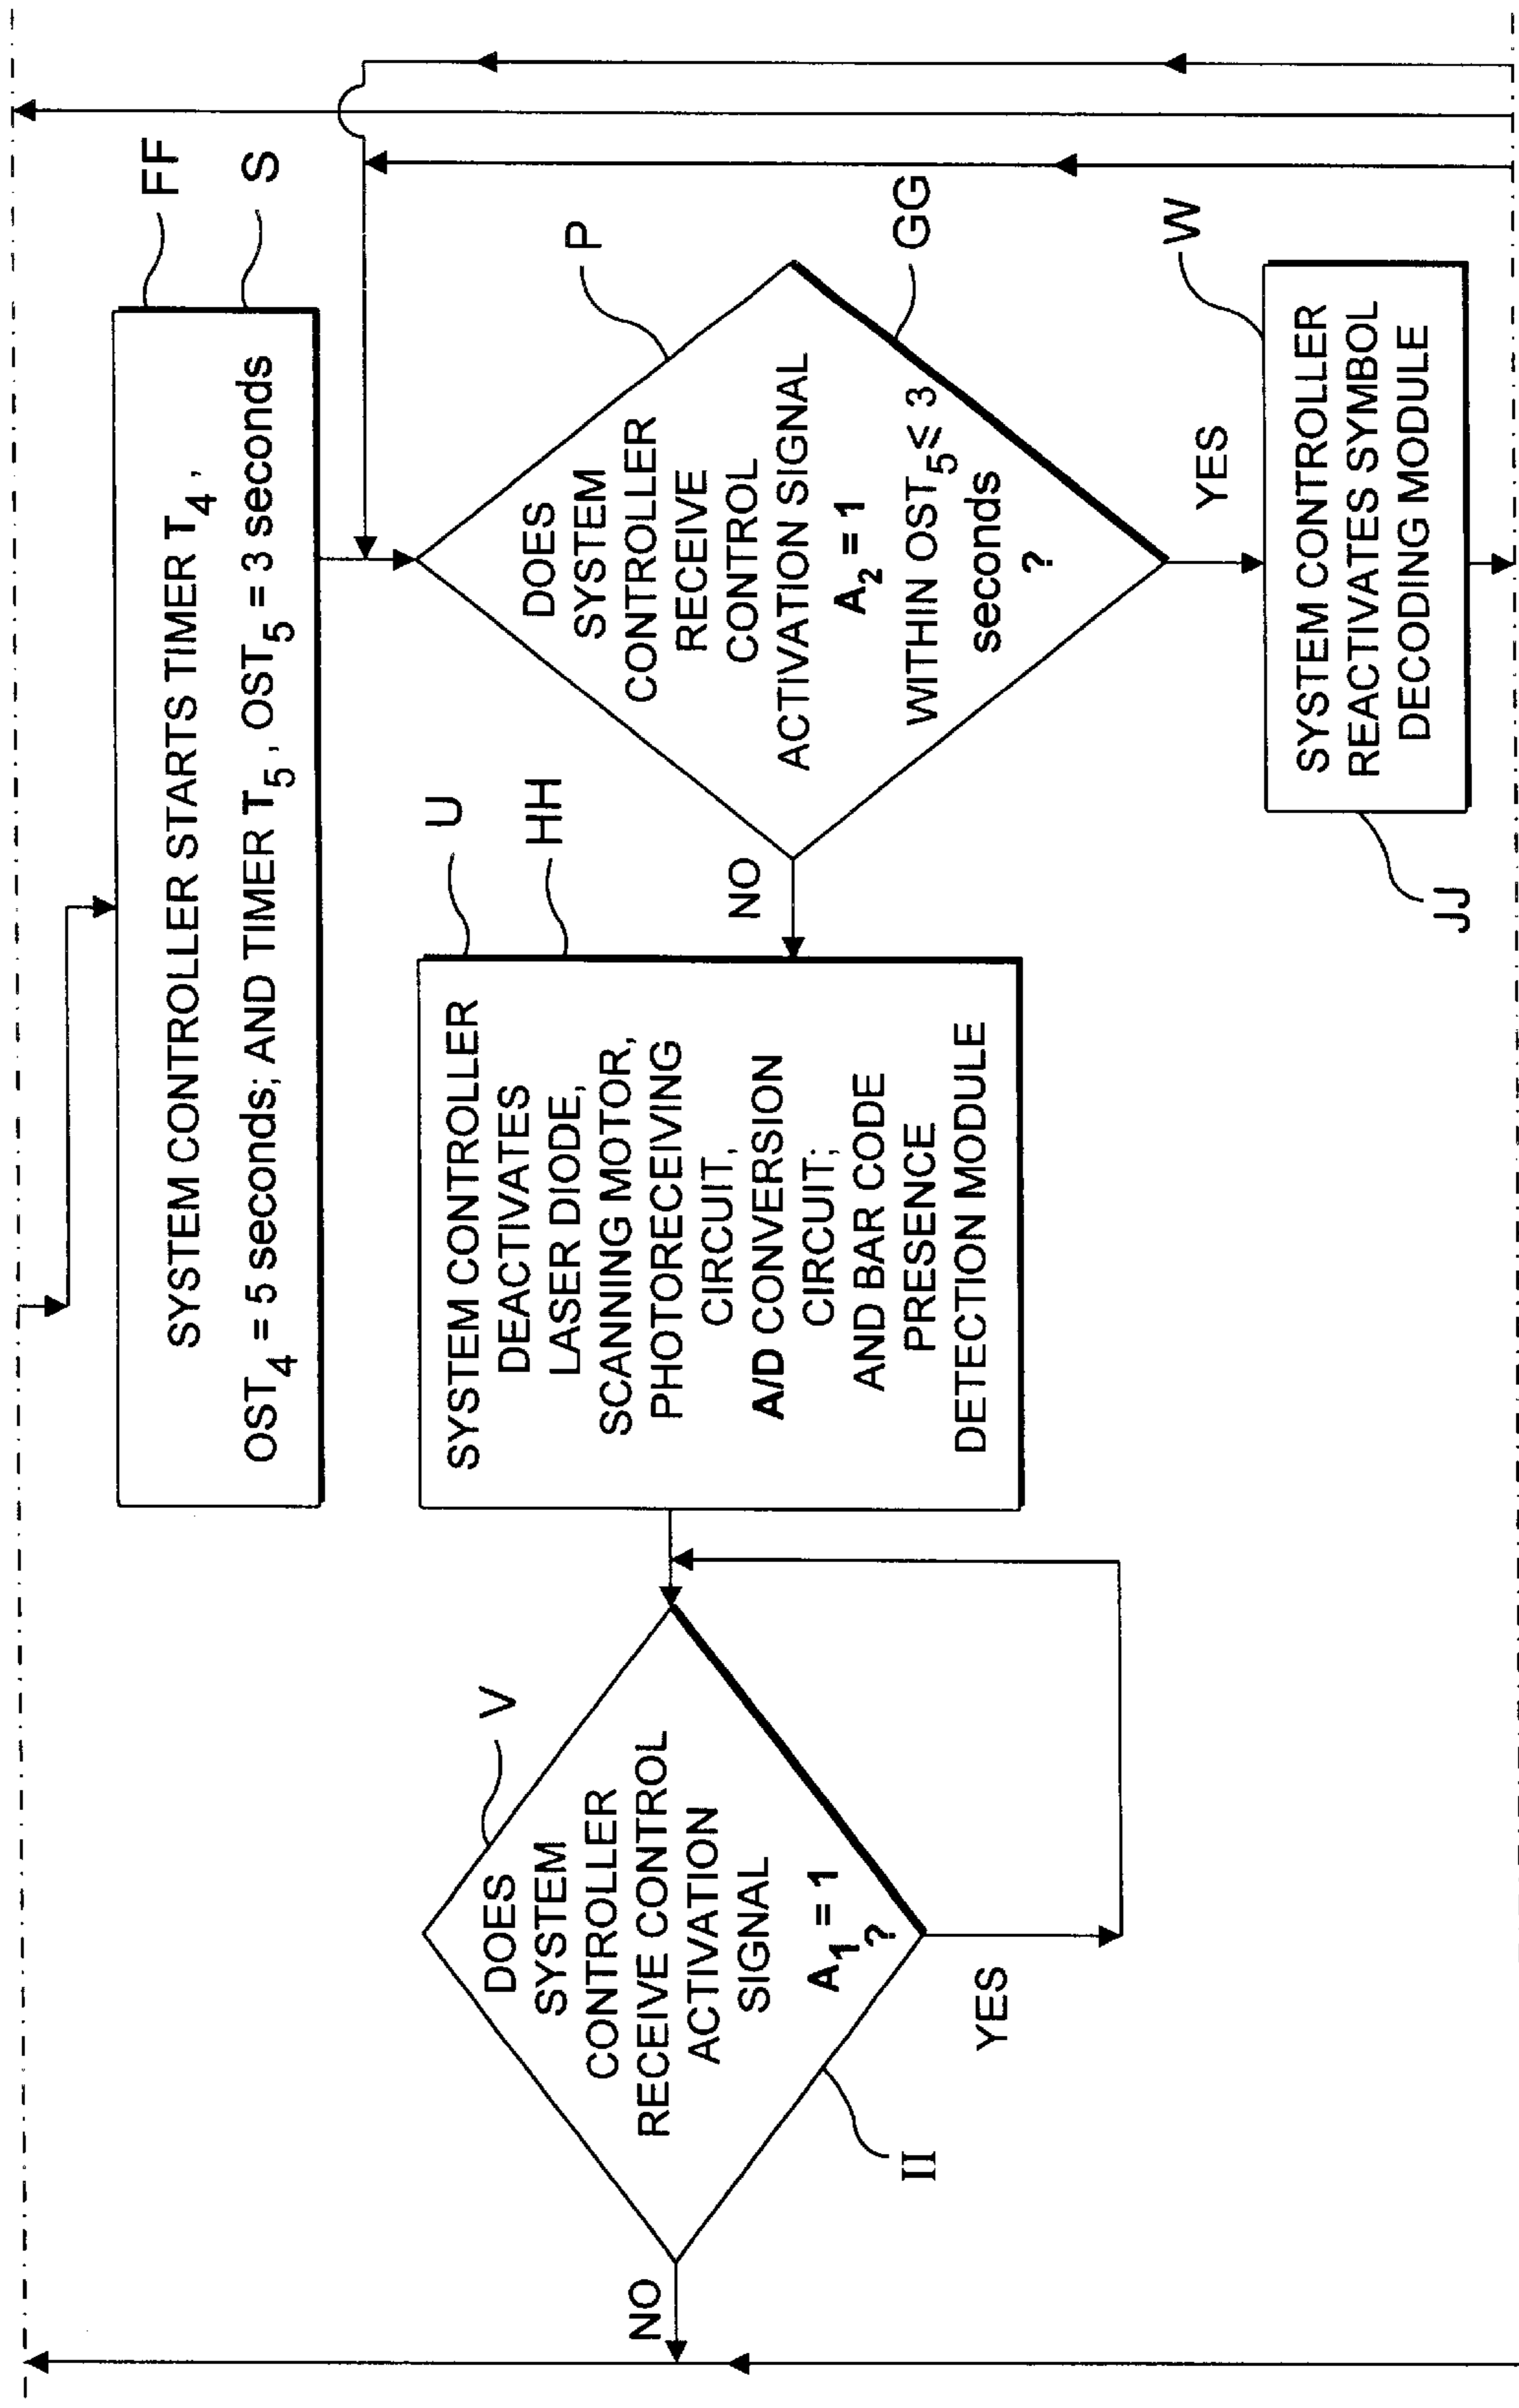 SYSTEM CONTROLLER STARTS TIMER T4,
OST4 = 5 seconds; AND TIMER T5, OST5 = 3 seconds
FF
S
DOES
SYSTEM
CONTROLLER
RECEIVE
CONTROL
ACTIVATION SIGNAL
A2 = 1
WITHIN OST5 ≤ 3
seconds
?
P
GG
NO
YES
SYSTEM CONTROLLER
DEACTIVATES
LASER DIODE,
SCANNING MOTOR,
PHOTORECEIVING
CIRCUIT,
A/D CONVERSION
CIRCUIT;
AND BAR CODE
PRESENCE
DETECTION MODULE
U
HH
DOES
SYSTEM
CONTROLLER
RECEIVE CONTROL
ACTIVATION
SIGNAL
A1 = 1
?
V
II
NO
YES
SYSTEM CONTROLLER
REACTIVATES SYMBOL
DECODING MODULE
W
JJ